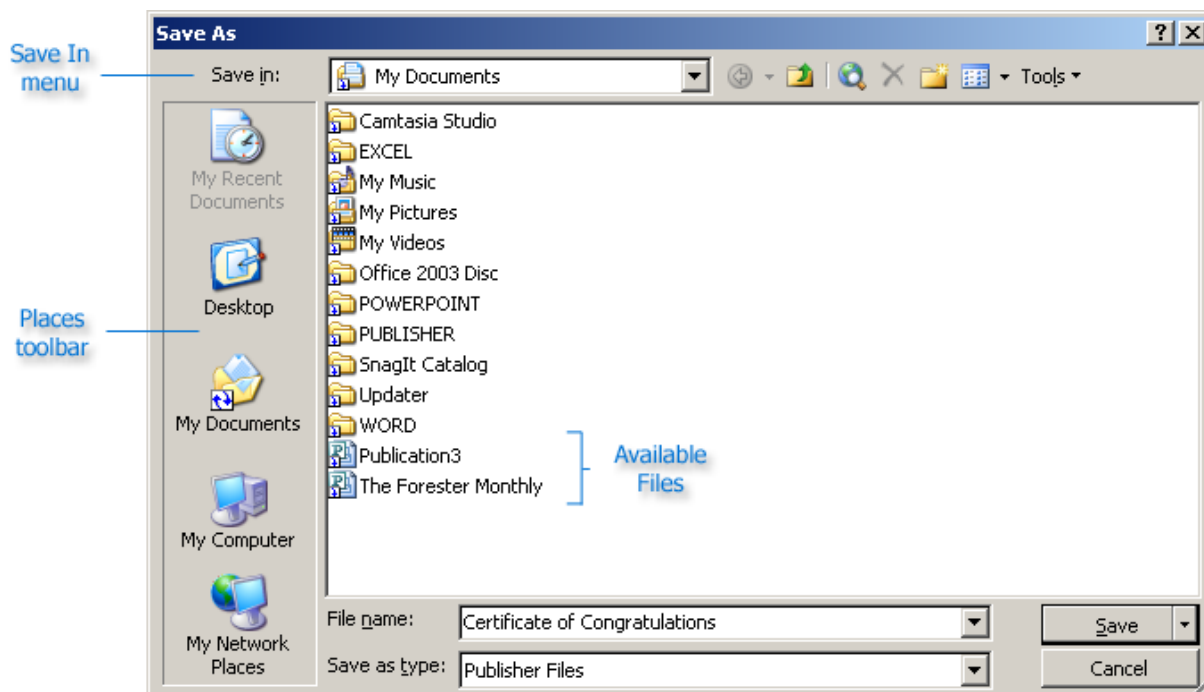 Save As
Save In
menu
Save in:
My Documents
Tools
My Recent
Documents
Desktop
Places
toolbar
My Documents
My Computer
My Network
Places
Camtasia Studio
EXCEL
My Music
My Pictures
My Videos
Office 2003 Disc
POWERPOINT
PUBLISHER
SnagIt Catalog
Updater
WORD
Publication3
The Forester Monthly
Available
Files
File name:
Certificate of Congratulations
Save
Save as type:
Publisher Files
Cancel